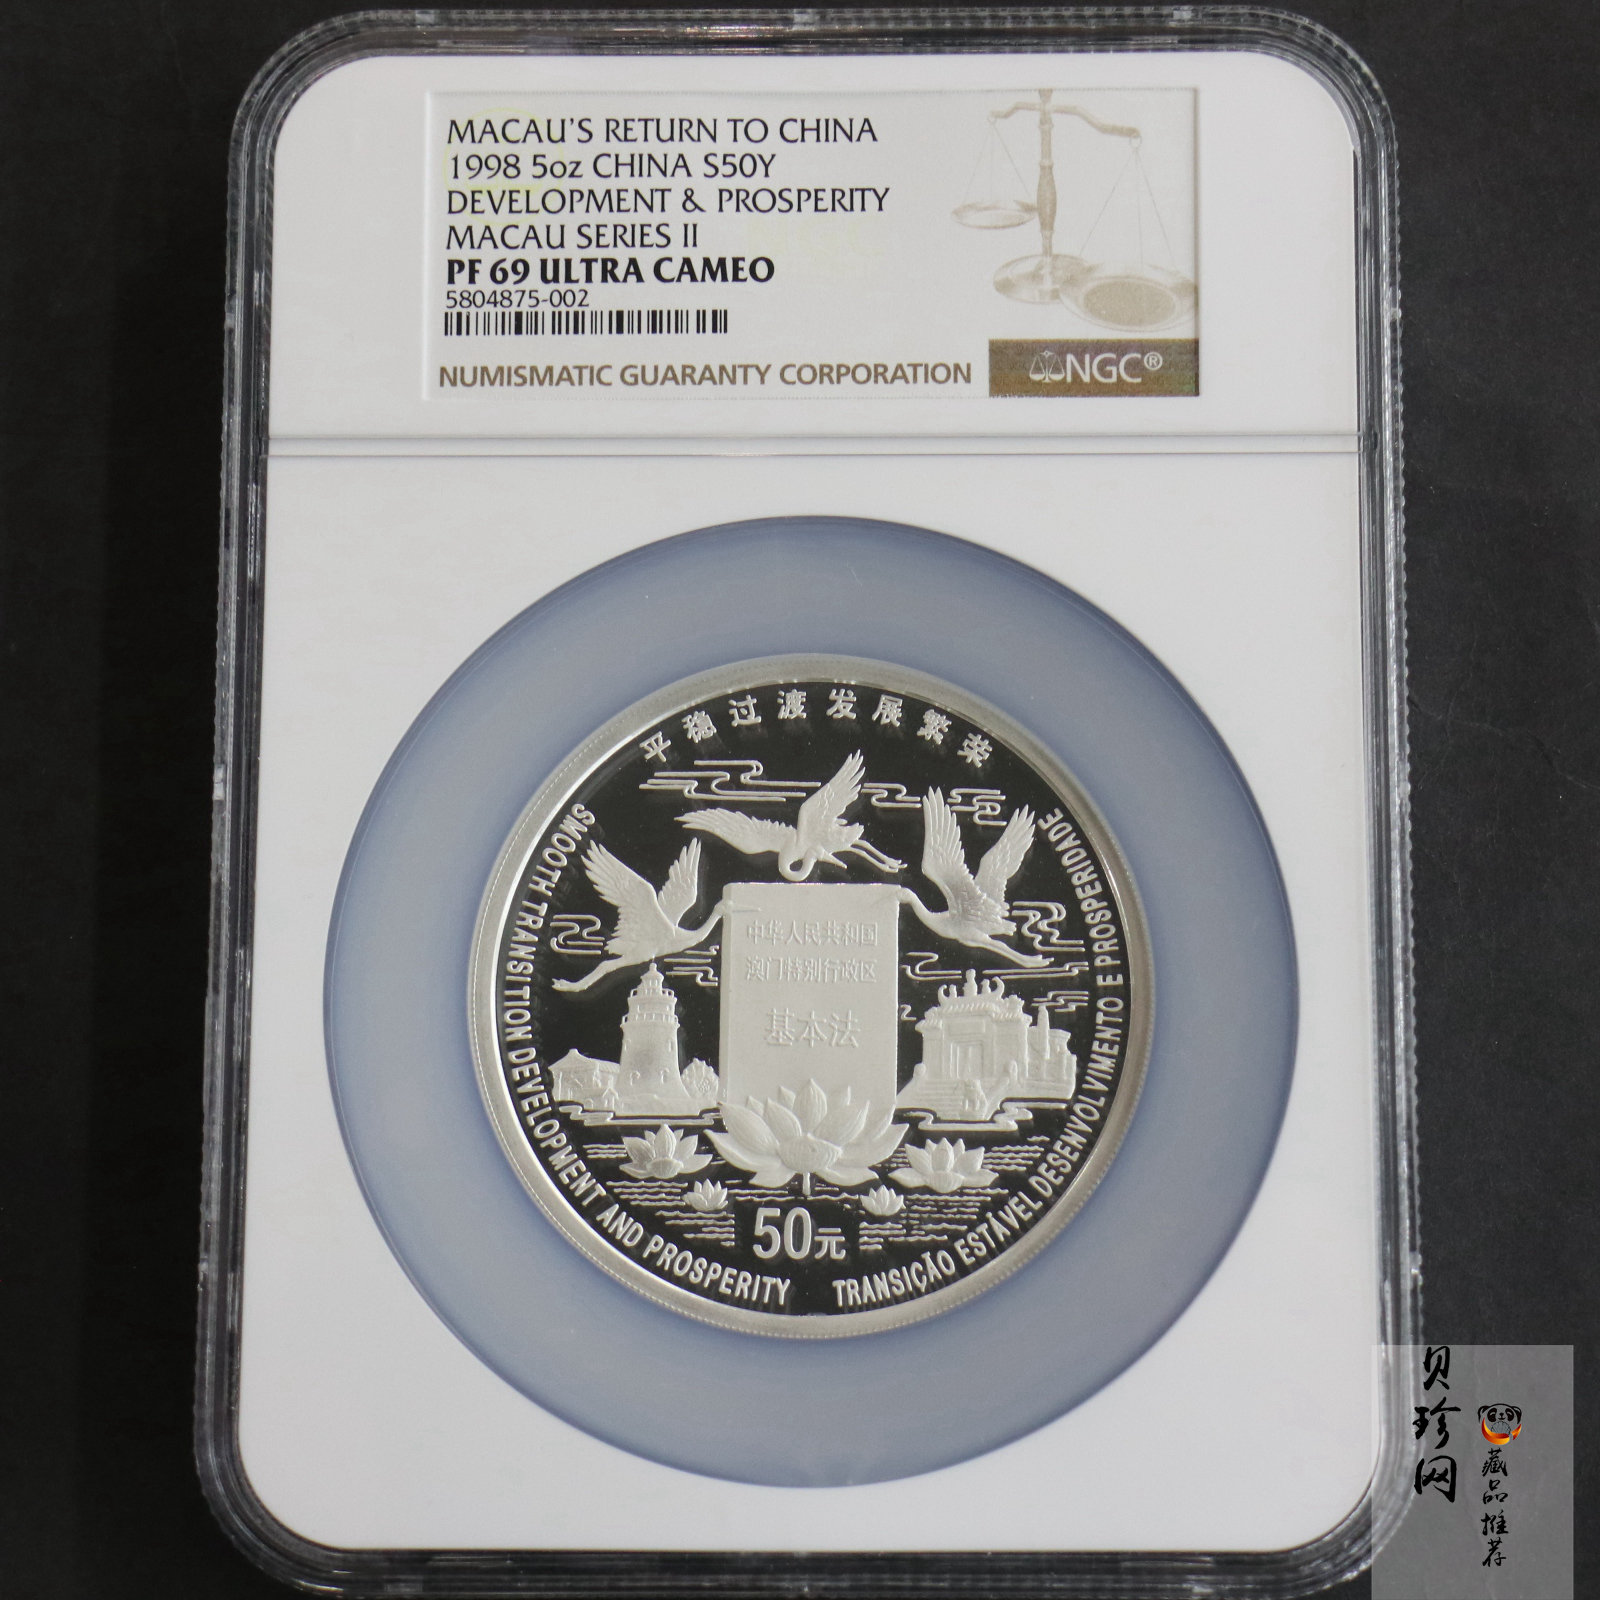 MACAU'S RETURN TO CHINA
1998 5oz CHINA S50Y
DEVELOPMENT & PROSPERITY
MACAU SERIES II
PF 69 ULTRA CAMEO
5804875-002
NUMISMATIC GUARANTY CORPORATION
NGC®
平稳过渡发展繁荣
SMOOTH TRANSITION DEVELOPMENT AND PROSPERITY
TRANSIÇÃO ESTÁVEL DESENVOLVIMENTO E PROSPERIDADE
中华人民共和国
澳门特别行政区
基本法
50元
贝珍网
藏品推荐